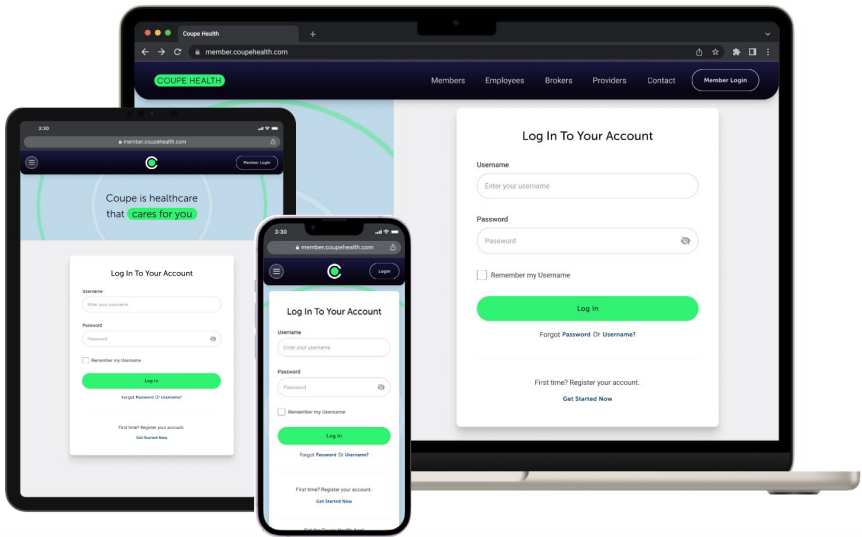 Coupe Health
member.coupehealth.com
COUPE HEALTH
Members Employees Brokers Providers Contact Member Login
Log In To Your Account
Username
Enter your username
Password
Password
Remember my Username
Log In
Forgot Password Or Username?
First time? Register your account.
Get Started Now
3:30
member.coupehealth.com
Member Login
Coupe is healthcare
that cares for you
Log In To Your Account
Username
Enter your username
Password
Password
Remember my Username
Log In
Forgot Password Or Username?
First time? Register your account.
Get Started Now
3:30
member.coupehealth.com
Login
Log In To Your Account
Username
Enter your username
Password
Password
Remember my Username
Log In
Forgot Password Or Username?
First time? Register your account.
Get Started Now
Get the Coupe Health App!